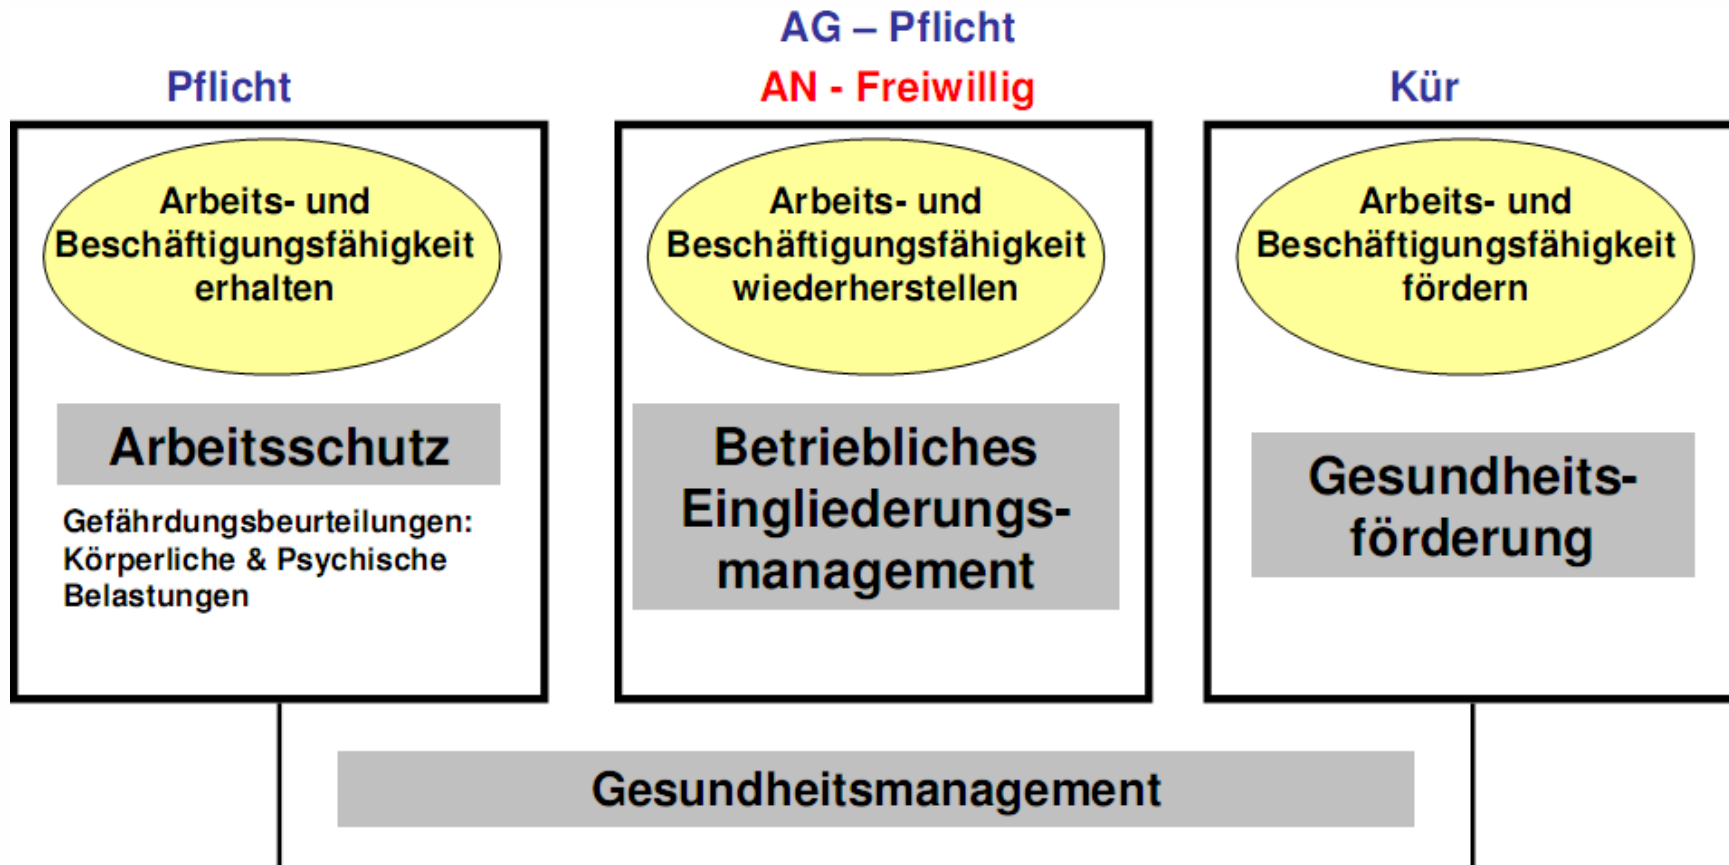 AG – Pflicht
Pflicht
AN - Freiwillig
Kür
Arbeits- und
Beschäftigungsfähigkeit
erhalten
Arbeitsschutz
Gefährdungsbeurteilungen:
Körperliche & Psychische
Belastungen
Arbeits- und
Beschäftigungsfähigkeit
wiederherstellen
Betriebliches
Eingliederungs-
management
Arbeits- und
Beschäftigungsfähigkeit
fördern
Gesundheits-
förderung
Gesundheitsmanagement